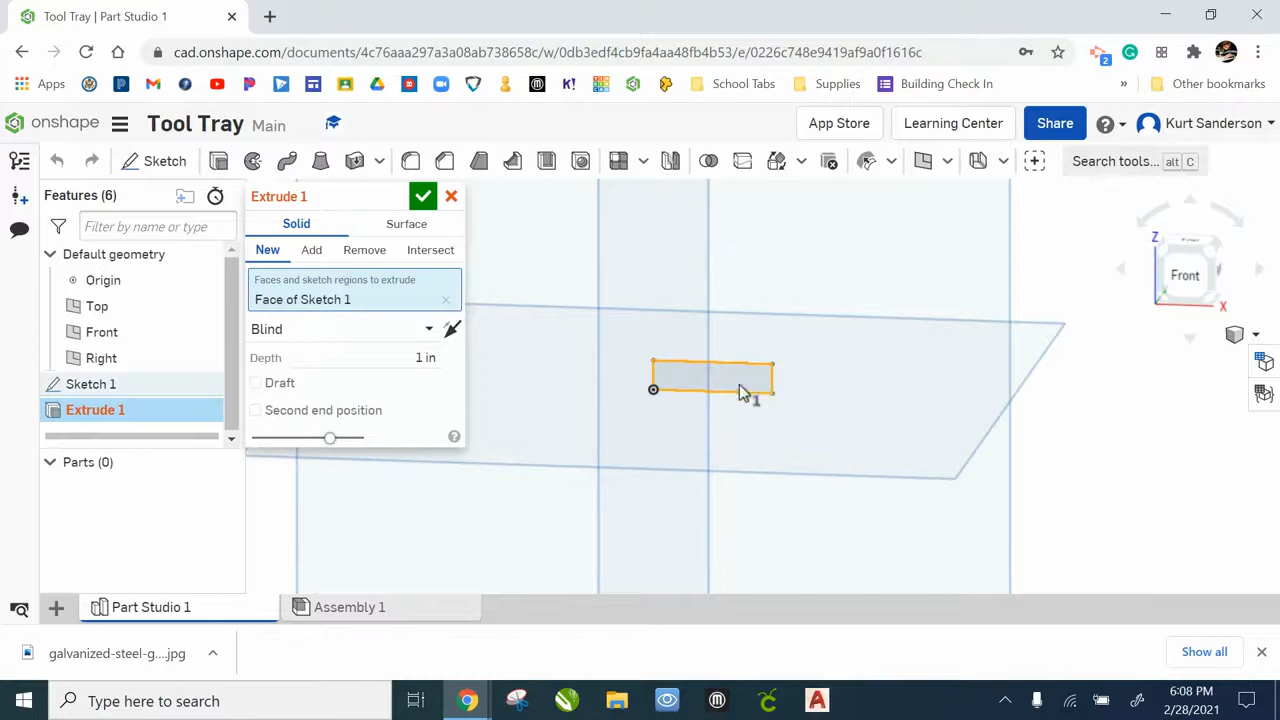 Tool Tray | Part Studio 1
cad.onshape.com/documents/4c76aaa297a3a08ab738658c/w/0db3edf4cb9fa4aa48fb4b53/e/0226c748e9419af9a0f1616c
2
Apps
K!
School Tabs
Supplies
Building Check In
»
Other bookmarks
onshape
Tool Tray Main
App Store
Learning Center
Share
Kurt Sanderson
Sketch
Search tools... alt C
Features (6)
Filter by name or type
Default geometry
Origin
Top
Front
Right
Sketch 1
Extrude 1
Parts (0)
Extrude 1
Solid
Surface
New
Add
Remove
Intersect
Faces and sketch regions to extrude
Face of Sketch 1
Blind
Depth 1 in
Draft
Second end position
1
Z
Front
X
Part Studio 1
Assembly 1
galvanized-steel-g....jpg
Show all
Type here to search
6:08 PM
2/28/2021